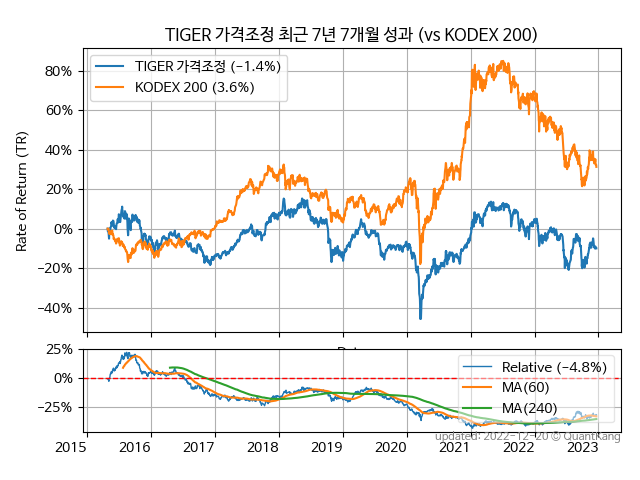 TIGER 가격조정 최근 7년 7개월 성과 (vs KODEX 200)
TIGER 가격조정 (−1.4%)
KODEX 200 (3.6%)
Rate of Return (TR)
80%
60%
40%
20%
0%
−20%
−40%
25%
0%
−25%
Relative (−4.8%)
MA(60)
MA(240)
2015 2016 2017 2018 2019 2020 2021 2022 2023
updated: 2022-12-20 © QuantKang